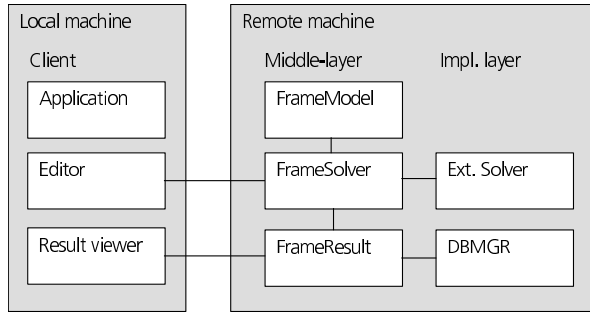 Local machine
Remote machine
Client
Middle-layer
Impl. layer
Application
FrameModel
Editor
FrameSolver
Ext. Solver
Result viewer
FrameResult
DBMGR